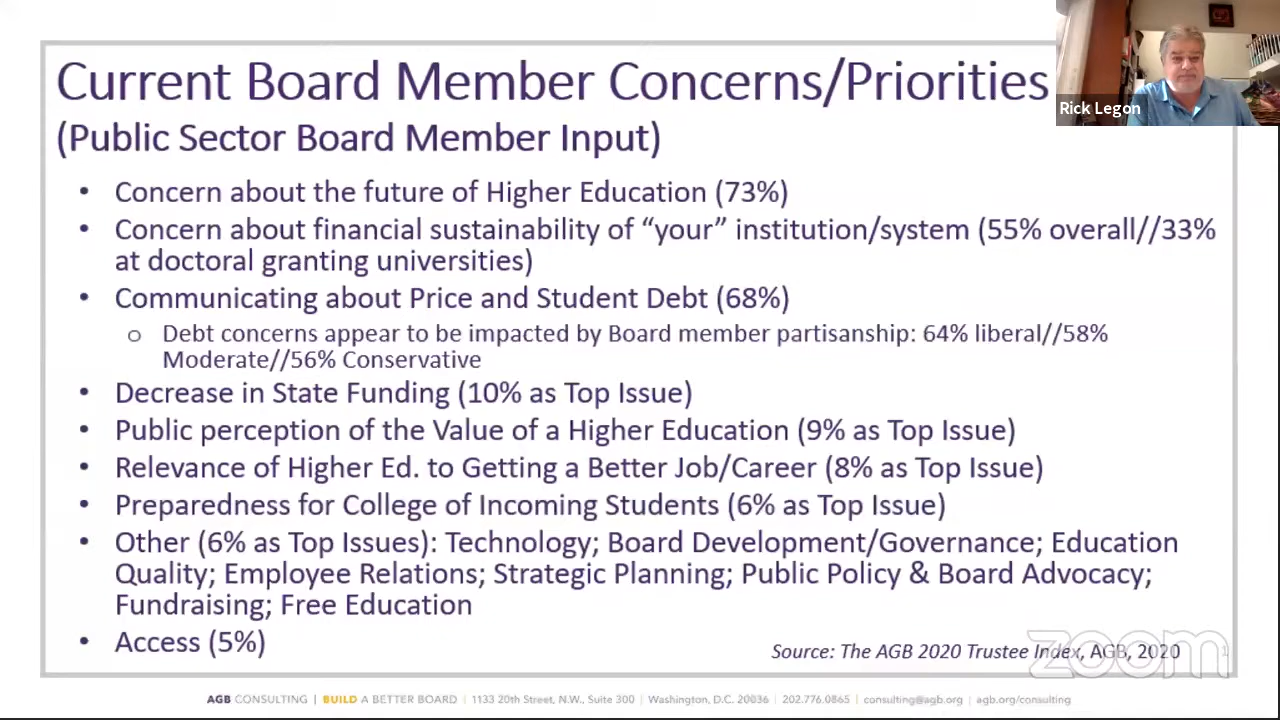 Current Board Member Concerns/Priorities
(Public Sector Board Member Input)
Rick Legon
• Concern about the future of Higher Education (73%)
• Concern about financial sustainability of “your” institution/system (55% overall//33%
at doctoral granting universities)
• Communicating about Price and Student Debt (68%)
o Debt concerns appear to be impacted by Board member partisanship: 64% liberal//58%
Moderate//56% Conservative
• Decrease in State Funding (10% as Top Issue)
• Public perception of the Value of a Higher Education (9% as Top Issue)
• Relevance of Higher Ed. to Getting a Better Job/Career (8% as Top Issue)
• Preparedness for College of Incoming Students (6% as Top Issue)
• Other (6% as Top Issues): Technology; Board Development/Governance; Education
Quality; Employee Relations; Strategic Planning; Public Policy & Board Advocacy;
Fundraising; Free Education
• Access (5%)
Source: The AGB 2020 Trustee Index, AGB, 2020
zoom
1
AGB CONSULTING | BUILD A BETTER BOARD | 1133 20th Street, N.W., Suite 300 | Washington, D.C. 20036 | 202.776.0865 | consulting@agb.org | agb.org/consulting